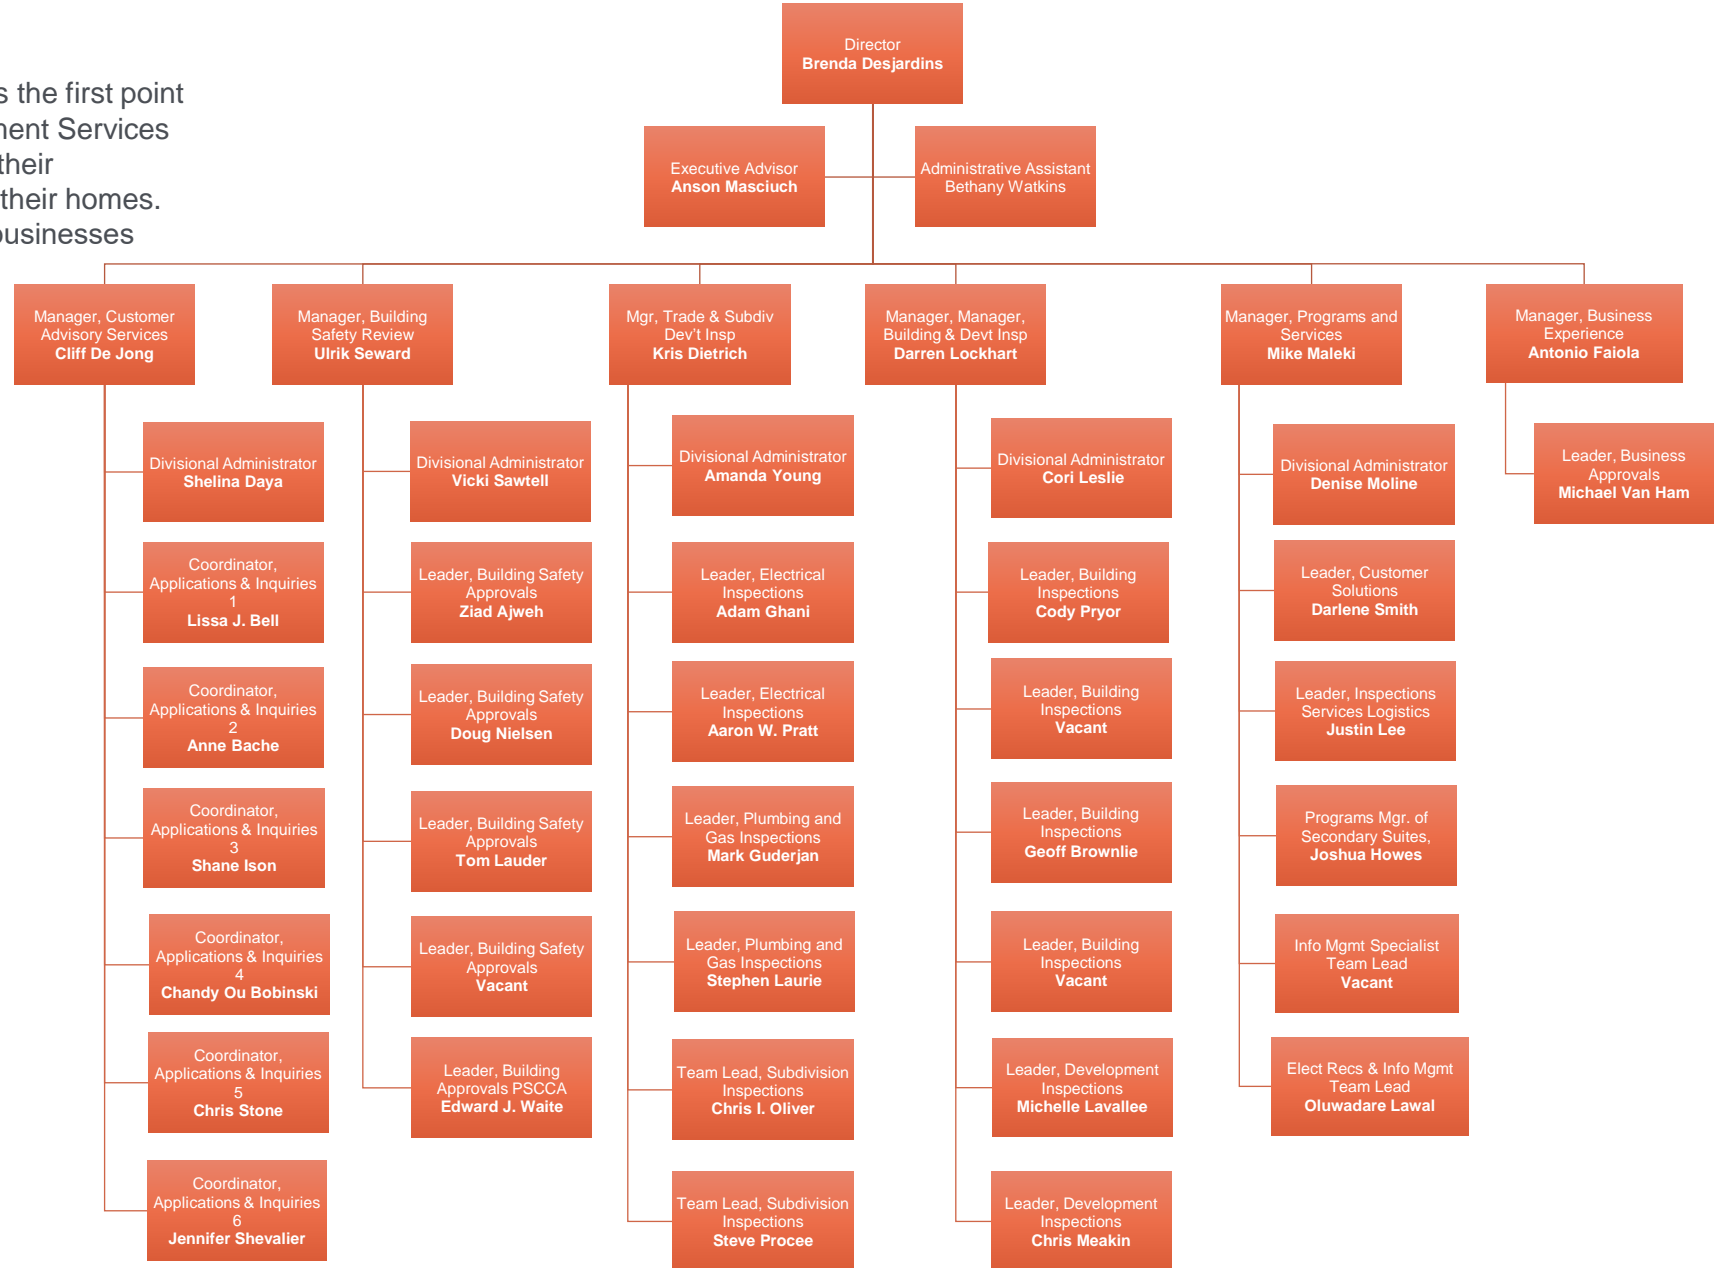 Director
Brenda Desjardins
s the first point
nent Services
their
their homes.
businesses
Executive Advisor
Anson Masciuch
Administrative Assistant
Bethany Watkins
Manager, Customer
Advisory Services
Cliff De Jong
Divisional Administrator
Shelina Daya
Coordinator,
Applications & Inquiries
1
Lissa J. Bell
Coordinator,
Applications & Inquiries
2
Anne Bache
Coordinator,
Applications & Inquiries
3
Shane Ison
Coordinator,
Applications & Inquiries
4
Chandy Ou Bobinski
Coordinator,
Applications & Inquiries
5
Chris Stone
Coordinator,
Applications & Inquiries
6
Jennifer Shevalier
Manager, Building
Safety Review
Ulrik Seward
Divisional Administrator
Vicki Sawtell
Leader, Building Safety
Approvals
Ziad Ajweh
Leader, Building Safety
Approvals
Doug Nielsen
Leader, Building Safety
Approvals
Tom Lauder
Leader, Building Safety
Approvals
Vacant
Leader, Building
Approvals PSCCA
Edward J. Waite
Mgr, Trade & Subdiv
Dev't Insp
Kris Dietrich
Divisional Administrator
Amanda Young
Leader, Electrical
Inspections
Adam Ghani
Leader, Electrical
Inspections
Aaron W. Pratt
Leader, Plumbing and
Gas Inspections
Mark Guderjan
Leader, Plumbing and
Gas Inspections
Stephen Laurie
Team Lead, Subdivision
Inspections
Chris I. Oliver
Team Lead, Subdivision
Inspections
Steve Procee
Manager, Manager,
Building & Devt Insp
Darren Lockhart
Divisional Administrator
Cori Leslie
Leader, Building
Inspections
Cody Pryor
Leader, Building
Inspections
Vacant
Leader, Building
Inspections
Geoff Brownlie
Leader, Building
Inspections
Vacant
Leader, Development
Inspections
Michelle Lavallee
Leader, Development
Inspections
Chris Meakin
Manager, Programs and
Services
Mike Maleki
Divisional Administrator
Denise Moline
Leader, Customer
Solutions
Darlene Smith
Leader, Inspections
Services Logistics
Justin Lee
Programs Mgr. of
Secondary Suites,
Joshua Howes
Info Mgmt Specialist
Team Lead
Vacant
Elect Recs & Info Mgmt
Team Lead
Oluwadare Lawal
Manager, Business
Experience
Antonio Faiola
Leader, Business
Approvals
Michael Van Ham